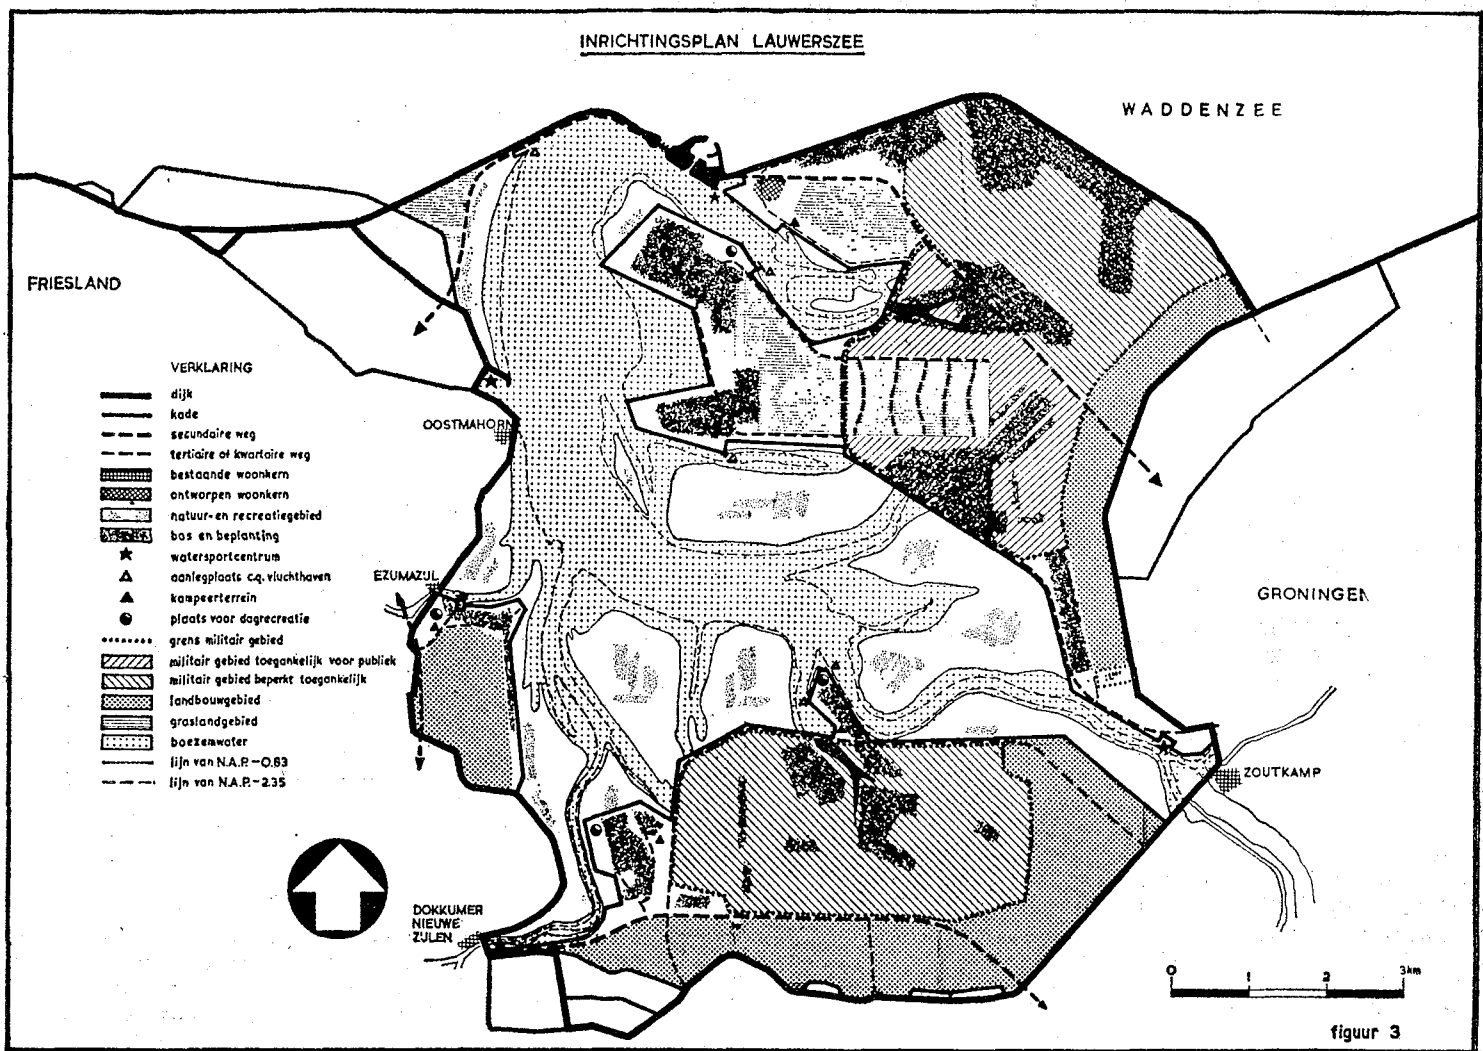 INRICHTINGSPLAN LAUWERSZEE
WADDENZEE
FRIESLAND
VERKLARING
dijk
kade
secundaire weg
tertiaire of kwartaire weg
bestaande woonkern
ontworpen woonkern
natuur- en recreatiegebied
bos en beplanting
watersportcentrum
aanlegplaats c.q. vluchthaven
kampeerterrein
plaats voor dagrecreatie
grens militair gebied
militair gebied toegankelijk voor publiek
militair gebied beperkt toegankelijk
landbouwgebied
graslandgebied
boezemwater
lijn van N.A.P. -0.83
lijn van N.A.P. -2.35
OOSTMAHORN
EZUMAZIJL
GRONINGEN
ZOUTKAMP
DOKKUMER
NIEUWE
ZIJLEN
0 1 2 3km
figuur 3